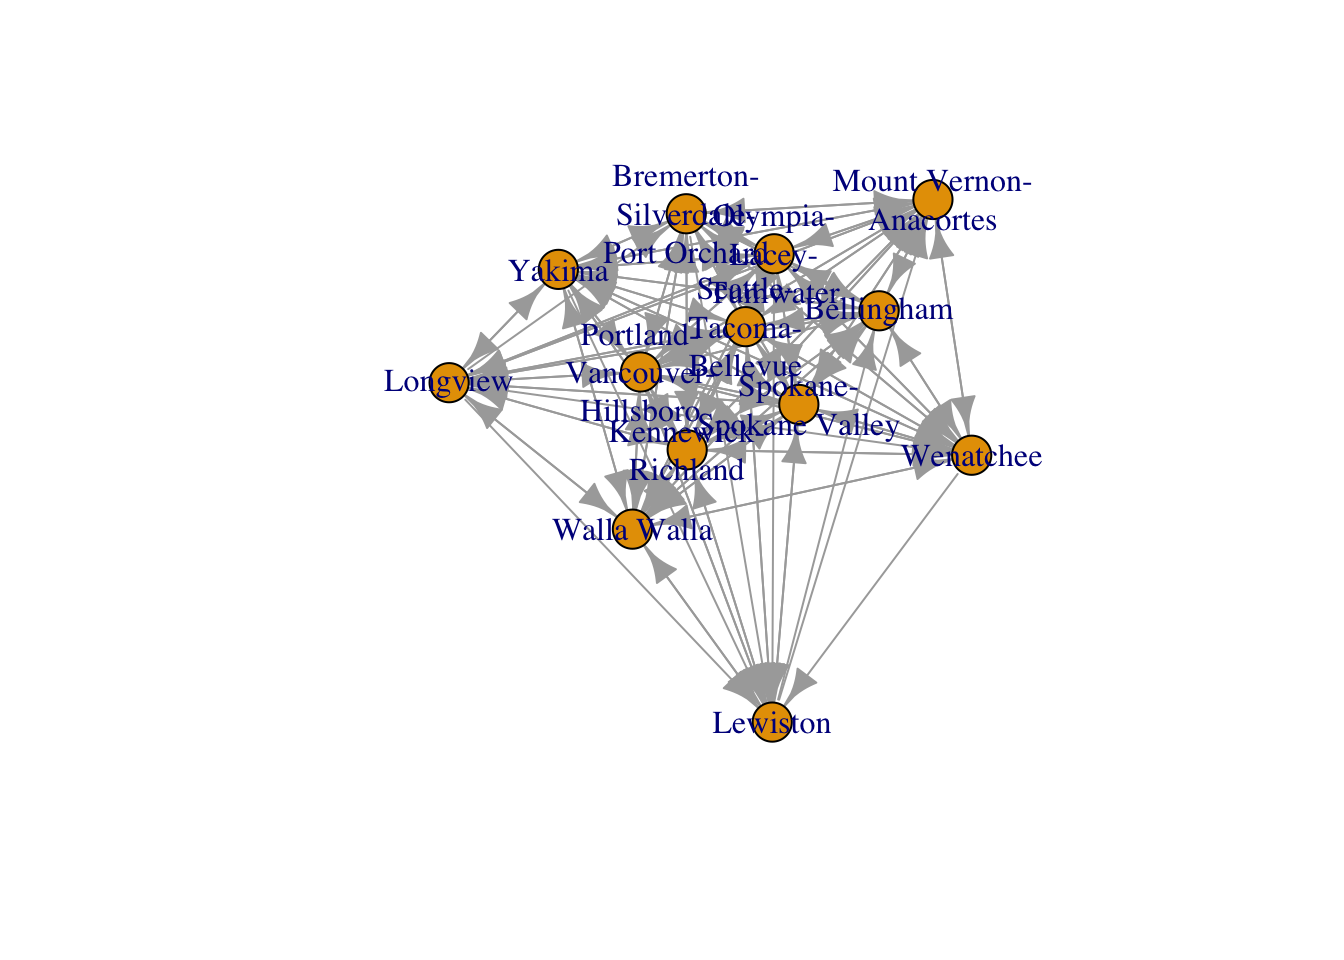 Bremerton-
Silverdale-
Port Orchard
Mount Vernon-
Anacortes
Olympia-
Lacey-
Tumwater
Yakima
Seattle-
Tacoma-
Bellevue
Bellingham
Portland-
Vancouver-
Hillsboro
Longview
Spokane-
Spokane Valley
Kennewick-
Richland
Wenatchee
Walla Walla
Lewiston